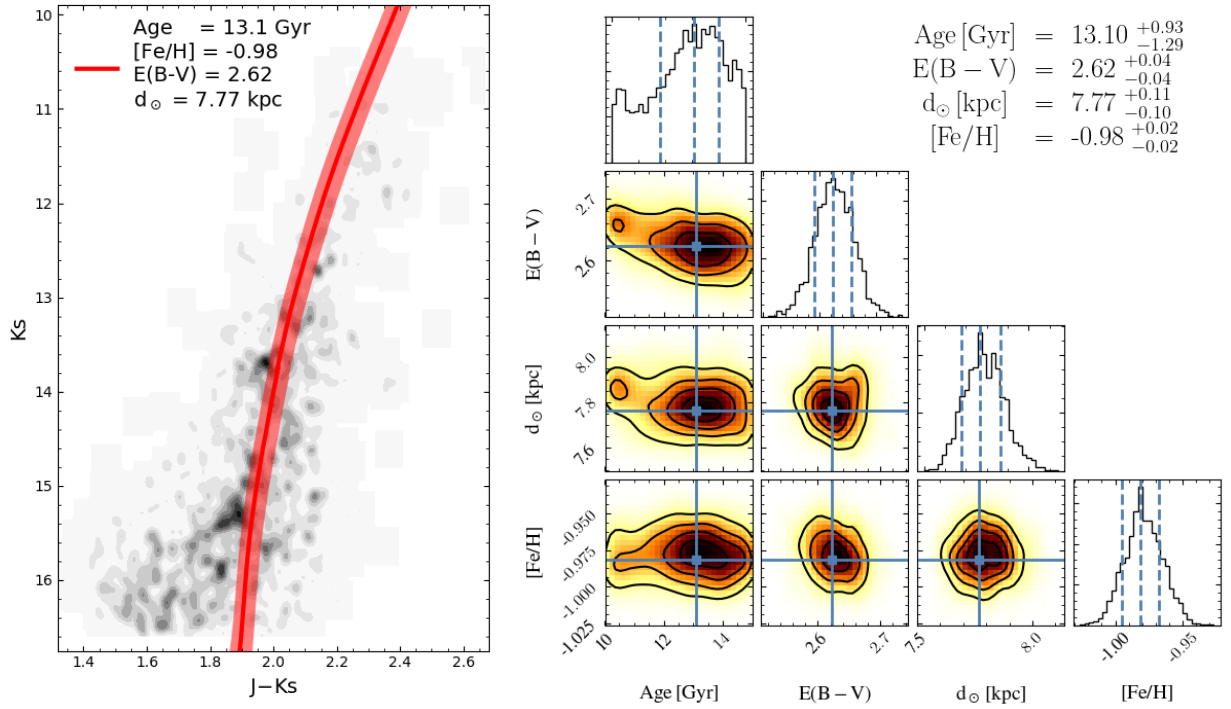 Age = 13.1 Gyr
[Fe/H] = -0.98
E(B-V) = 2.62
d⊙ = 7.77 kpc
10
11
12
13
14
15
16
Ks
1.4 1.6 1.8 2.0 2.2 2.4 2.6
J−Ks
Age [Gyr] = 13.10 +0.93 -1.29
E(B − V) = 2.62 +0.04 -0.04
d⊙ [kpc] = 7.77 +0.11 -0.10
[Fe/H] = -0.98 +0.02 -0.02
2.7
2.6
E(B − V)
8.0
7.8
7.6
d⊙ [kpc]
-0.950
-0.975
-1.000
-1.025
[Fe/H]
10 12 14 2.6 2.7 7.5 8.0 -1.00 -0.95
Age [Gyr] E(B − V) d⊙ [kpc] [Fe/H]